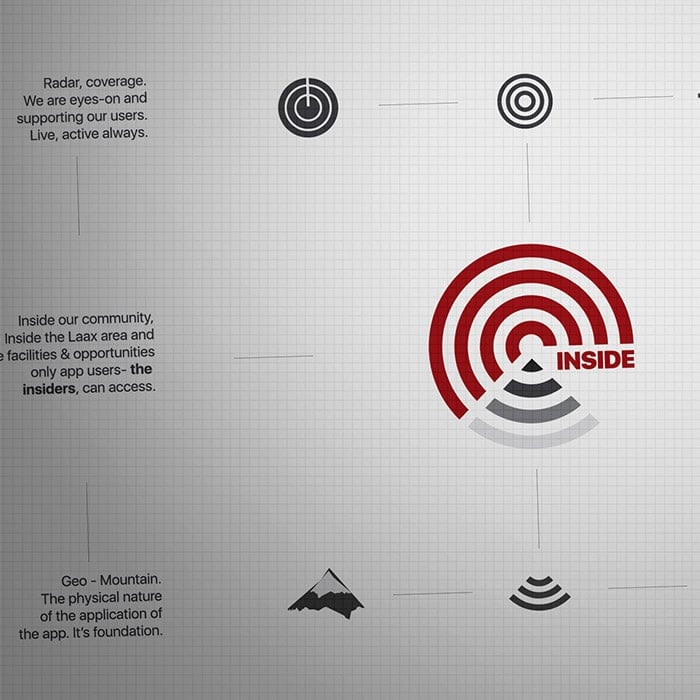 Radar, coverage.
We are eyes-on and
supporting our users.
Live, active always.
INSIDE
Inside our community,
Inside the Laax area and
facilities & opportunities
only app users- the
insiders, can access.
Geo - Mountain.
The physical nature
of the application of
the app. It's foundation.